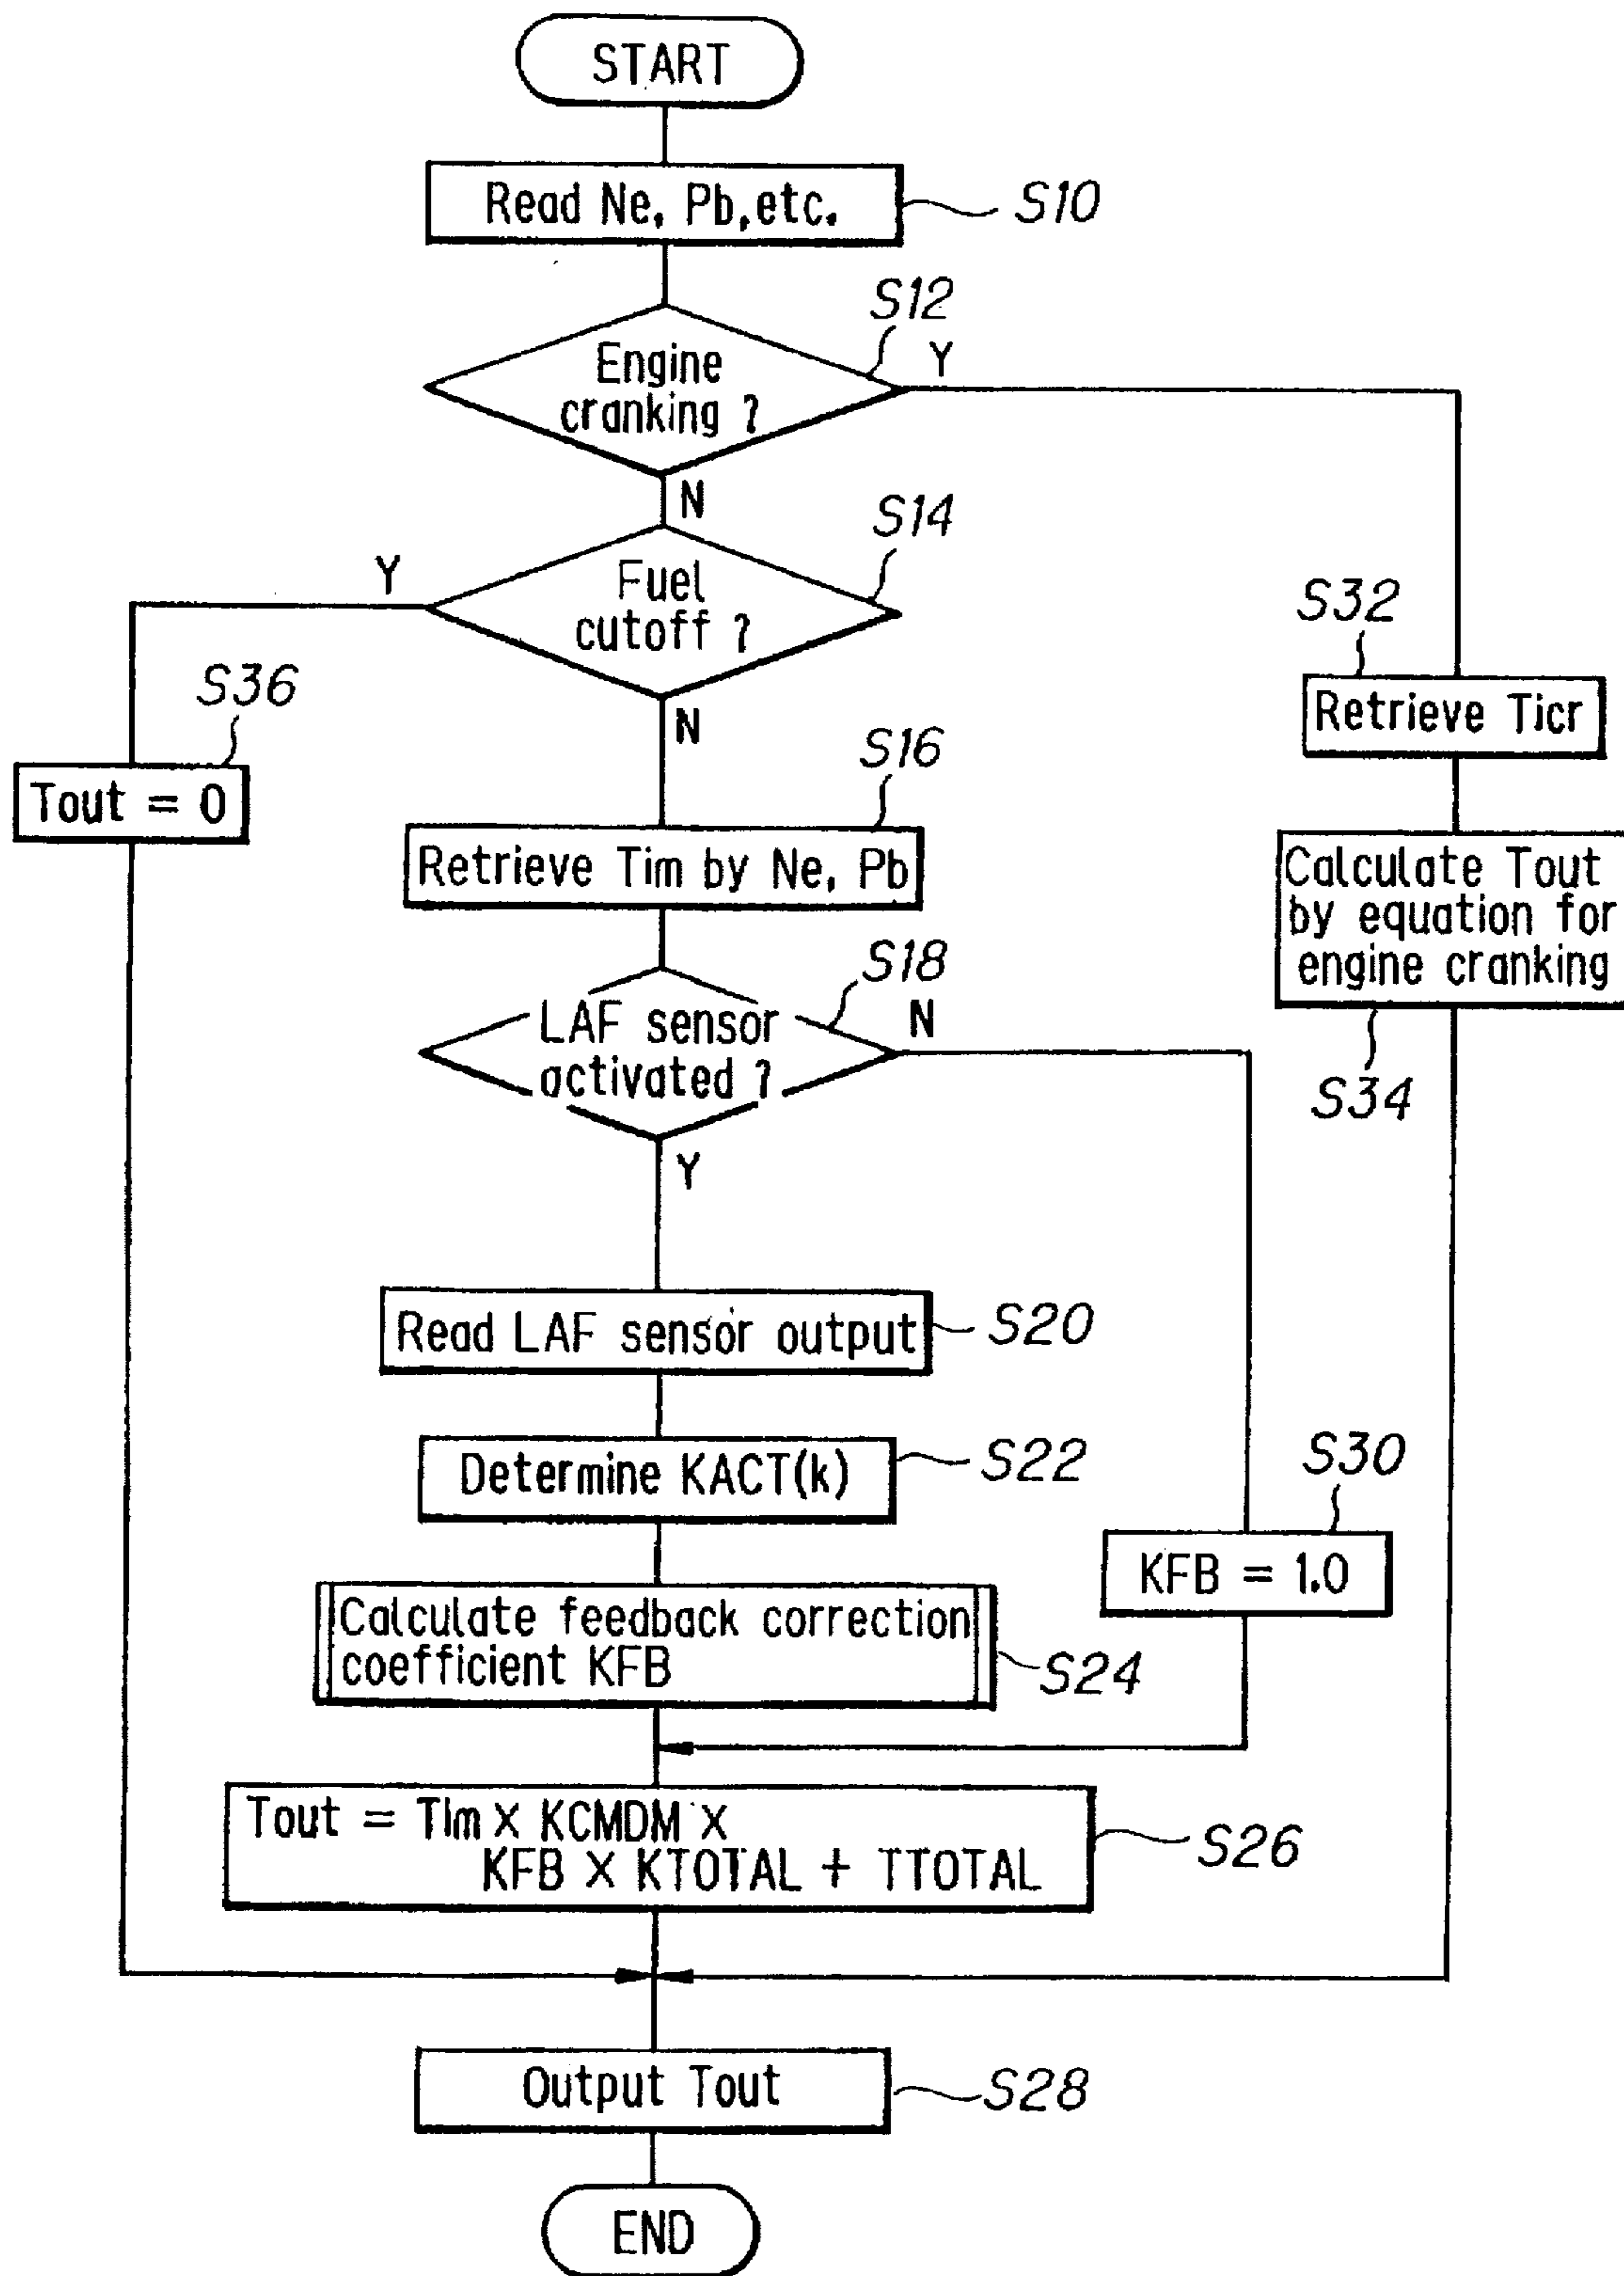 START
Read Ne, Pb,etc.
S10
S12
Engine
cranking ?
Y
N
S14
Fuel
cutoff ?
Y
N
S36
Tout = 0
S32
Retrieve Ticr
S16
Retrieve Tim by Ne, Pb
Calculate Tout
by equation for
engine cranking
S34
S18
LAF sensor
activated ?
N
Y
Read LAF sensor output
S20
Determine KACT(k)
S22
S30
KFB = 1.0
Calculate feedback correction
coefficient KFB
S24
Tout = Tim x KCMDM x
KFB x KTOTAL + TTOTAL
S26
Output Tout
S28
END